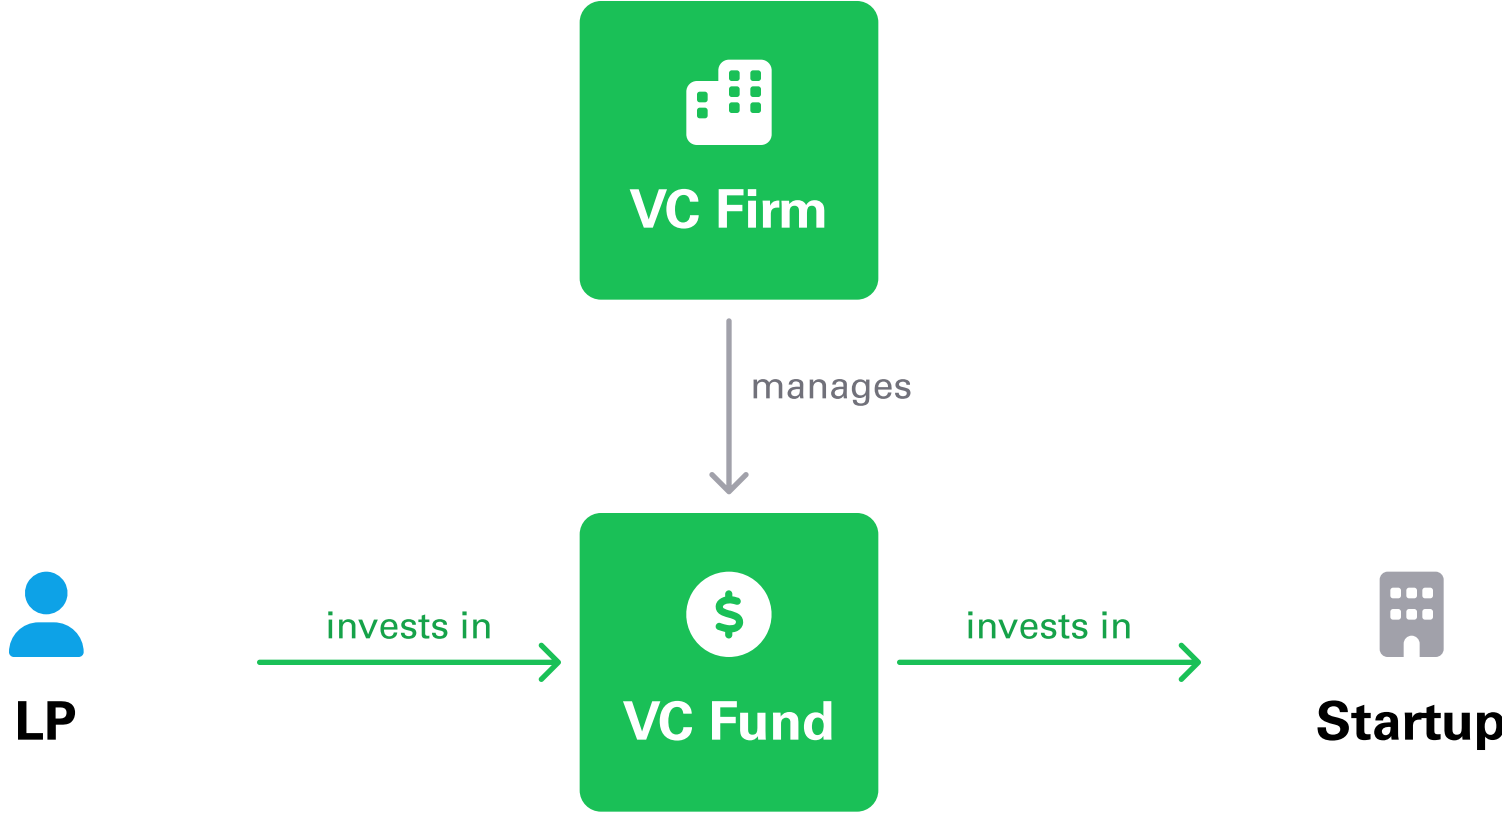 VC Firm
manages
invests in
invests in
LP
VC Fund
Startup